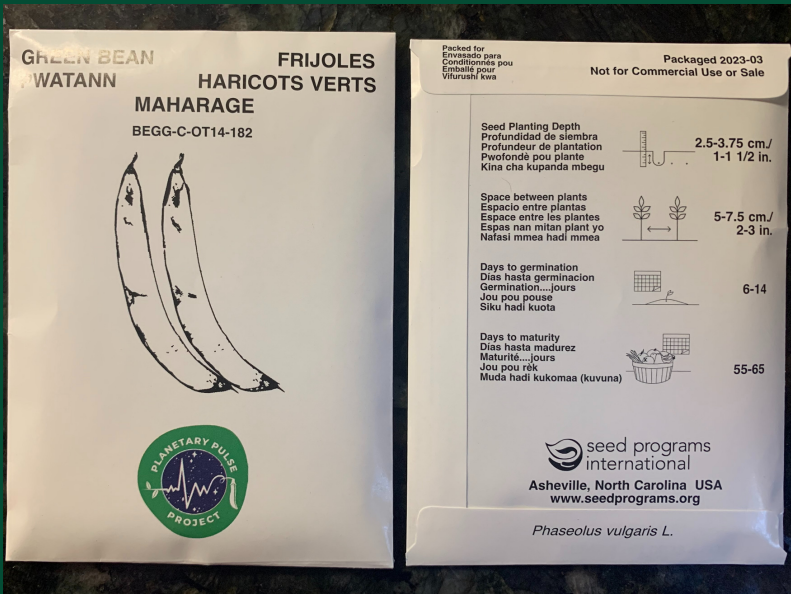 GREEN BEAN
FRIJOLES
PWATANN
HARICOTS VERTS
MAHARAGE
BEGG-C-OT14-182
PLANETARY PULSE
PROJECT
Packed for
Envasado para
Conditionnés pou
Emballé pour
Vifurushi kwa
Packaged 2023-03
Not for Commercial Use or Sale
Seed Planting Depth
Profundidad de siembra
Profundeur de plantation
Pwofondè pou plante
Kina cha kupanda mbegu
2.5-3.75 cm./
1-1 1/2 in.
Space between plants
Espacio entre plantas
Espace entre les plantes
Espas nan mitan plant yo
Nafasi mmea hadi mmea
5-7.5 cm./
2-3 in.
Days to germination
Días hasta germinacion
Germination....jours
Jou pou pouse
Siku hadi kuota
6-14
Days to maturity
Días hasta madurez
Maturité....jours
Jou pou rèk
Muda hadi kukomaa (kuvuna)
55-65
seed programs
international
Asheville, North Carolina USA
www.seedprograms.org
Phaseolus vulgaris L.